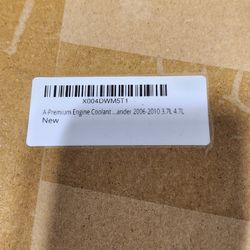 X004DWM5T1
A-Premium Engine Coolant ...ander 2006-2010 3.7L 4.7L
New